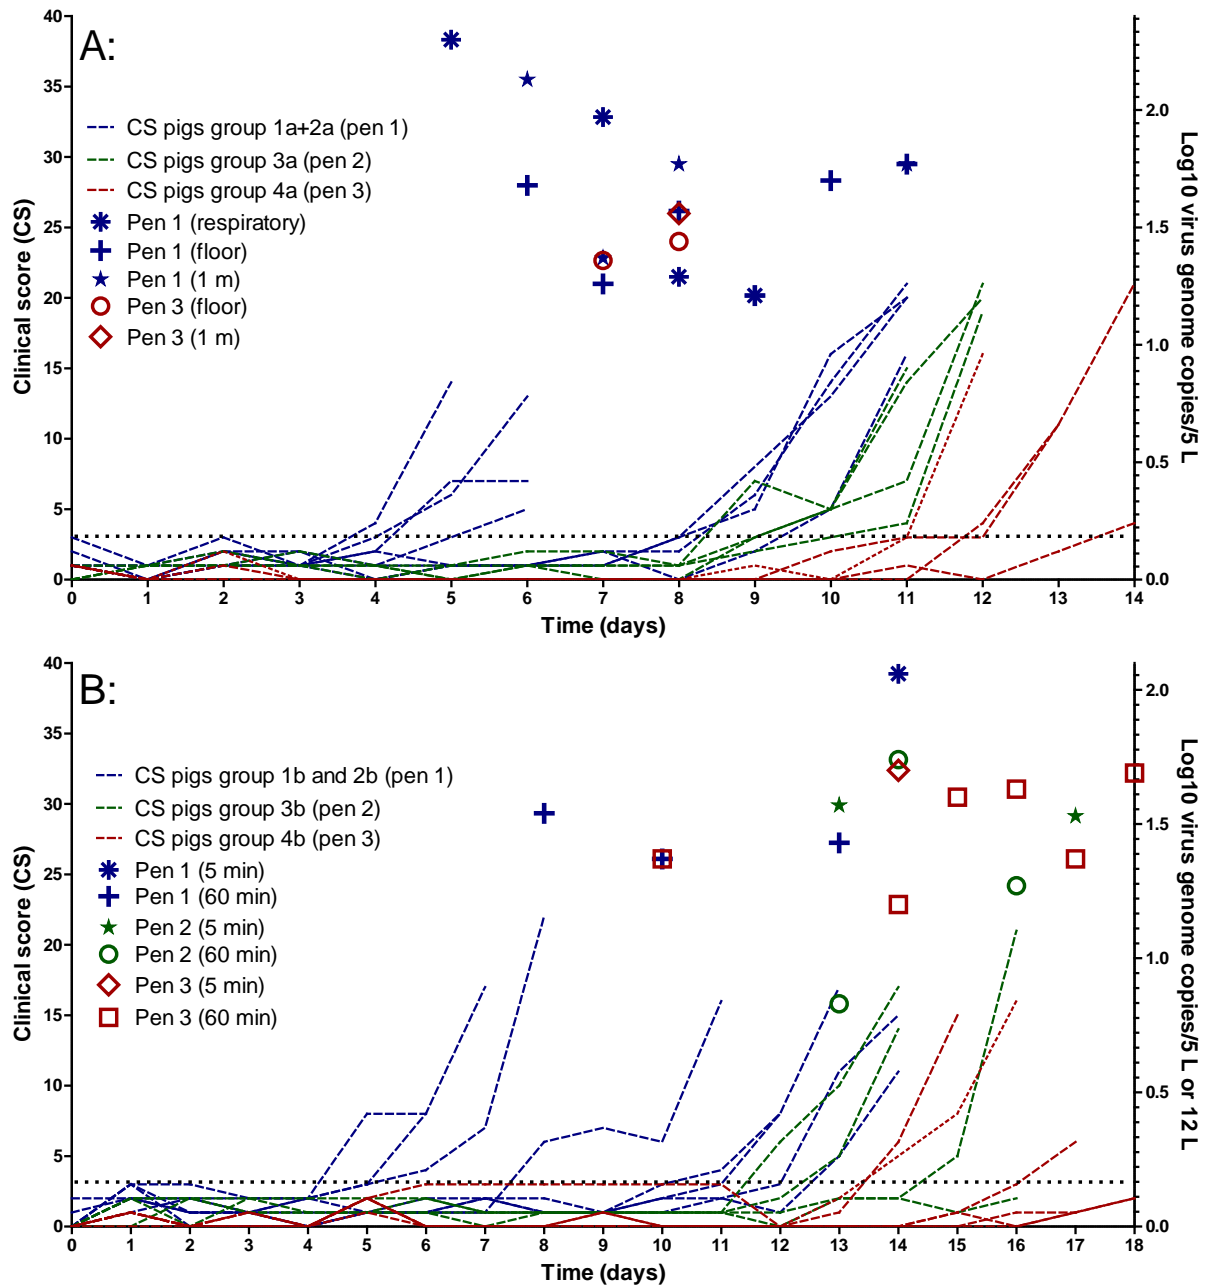 A:
40
35
30
25
20
15
10
5
0
Clinical score (CS)
CS pigs group 1a+2a (pen 1)
CS pigs group 3a (pen 2)
CS pigs group 4a (pen 3)
Pen 1 (respiratory)
Pen 1 (floor)
Pen 1 (1 m)
Pen 3 (floor)
Pen 3 (1 m)
2.0
1.5
1.0
0.5
0.0
Log10 virus genome copies/5 L
0 1 2 3 4 5 6 7 8 9 10 11 12 13 14
Time (days)
B:
40
35
30
25
20
15
10
5
0
Clinical score (CS)
CS pigs group 1b and 2b (pen 1)
CS pigs group 3b (pen 2)
CS pigs group 4b (pen 3)
Pen 1 (5 min)
Pen 1 (60 min)
Pen 2 (5 min)
Pen 2 (60 min)
Pen 3 (5 min)
Pen 3 (60 min)
2.0
1.5
1.0
0.5
0.0
Log10 virus genome copies/5 L or 12 L
0 1 2 3 4 5 6 7 8 9 10 11 12 13 14 15 16 17 18
Time (days)